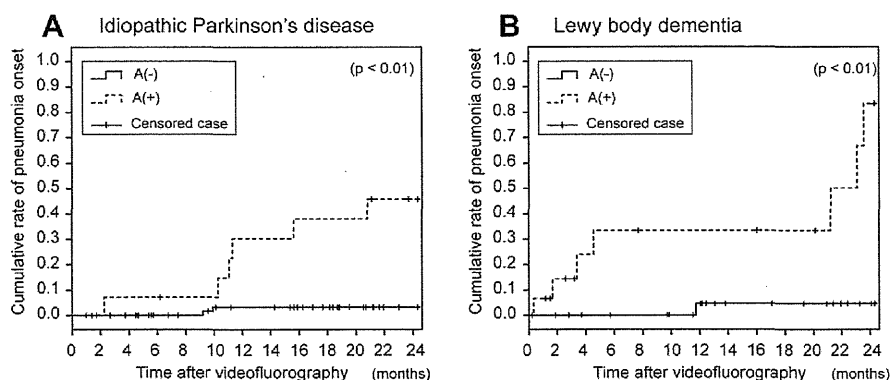 A Idiopathic Parkinson's disease
Cumulative rate of pneumonia onset
1.0
0.9
0.8
0.7
0.6
0.5
0.4
0.3
0.2
0.1
0.0
A(-)
A(+)
Censored case
(p < 0.01)
0 2 4 6 8 10 12 14 16 18 20 22 24
Time after videofluorography (months)
B Lewy body dementia
Cumulative rate of pneumonia onset
1.0
0.9
0.8
0.7
0.6
0.5
0.4
0.3
0.2
0.1
0.0
A(-)
A(+)
Censored case
(p < 0.01)
0 2 4 6 8 10 12 14 16 18 20 22 24
Time after videofluorography (months)